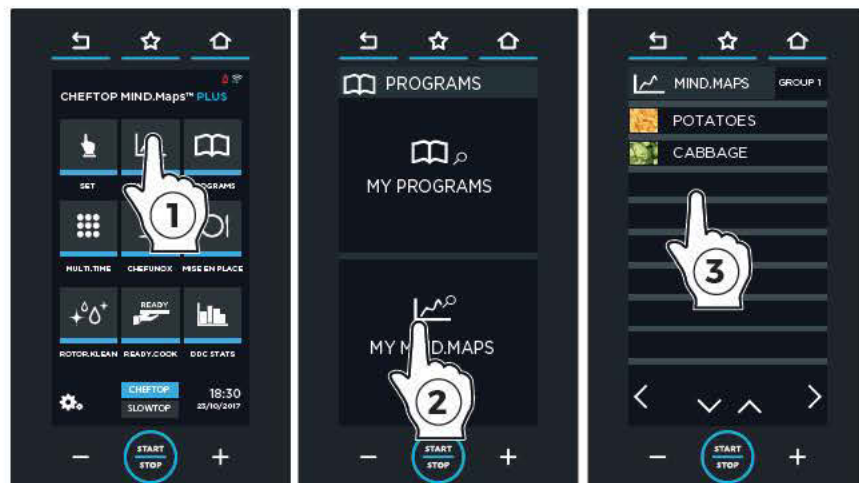 CHEFTOP MIND.Maps™ PLUS
SET
ROGRAMS
MULTI.TIME
CHEFUNOX
MISE EN PLACE
READY
ROTOR.KLEAN
READY.COOK
DDC STATS
CHEFTOP
SLOWTOP
18:30
23/10/2017
START
STOP
1
PROGRAMS
MY PROGRAMS
MY M D.MAPS
START
STOP
2
MIND.MAPS
GROUP 1
POTATOES
CABBAGE
START
STOP
3